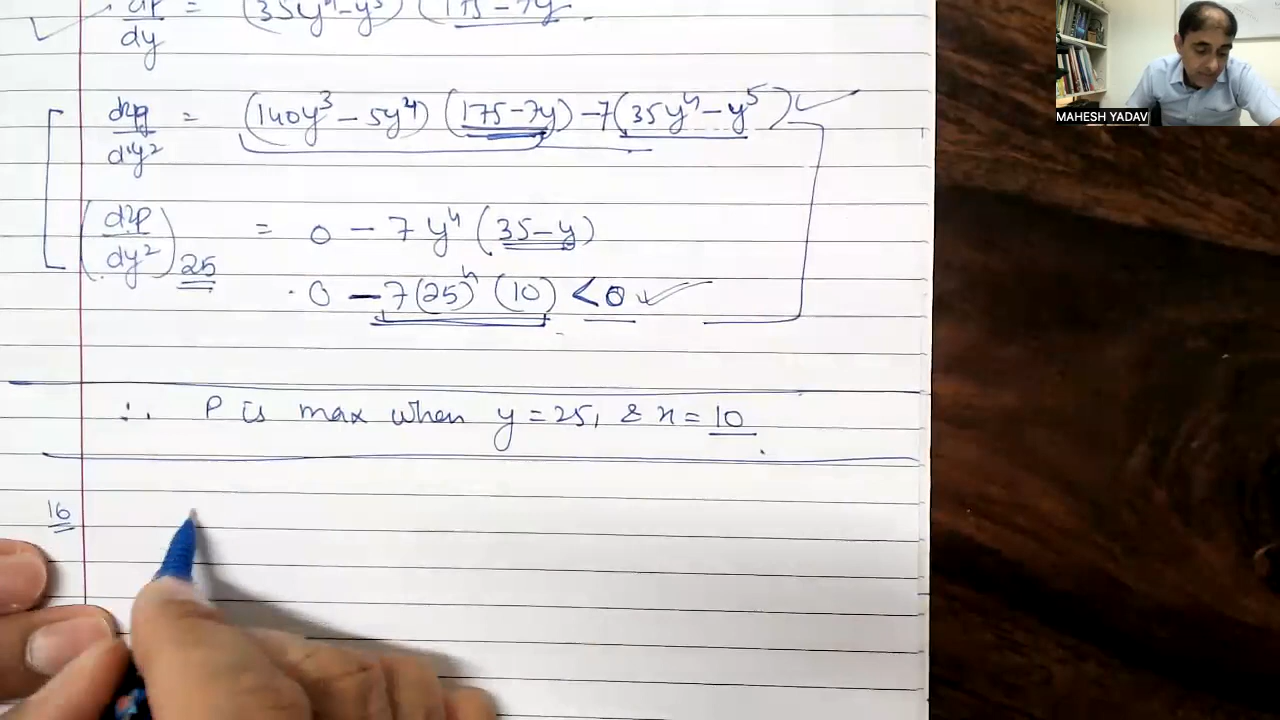 dP/dy = (35y⁴-y⁵) (175-7y)
d²p/dy² = (140y³ - 5y⁴) (175-7y) - 7(35y⁴-y⁵)
(d²p/dy²)25 = 0 - 7y⁴ (35-y)
0 - 7(25)⁴ (10) < 0
∴ P is max when y = 25, & x = 10
16
MAHESH YADAV